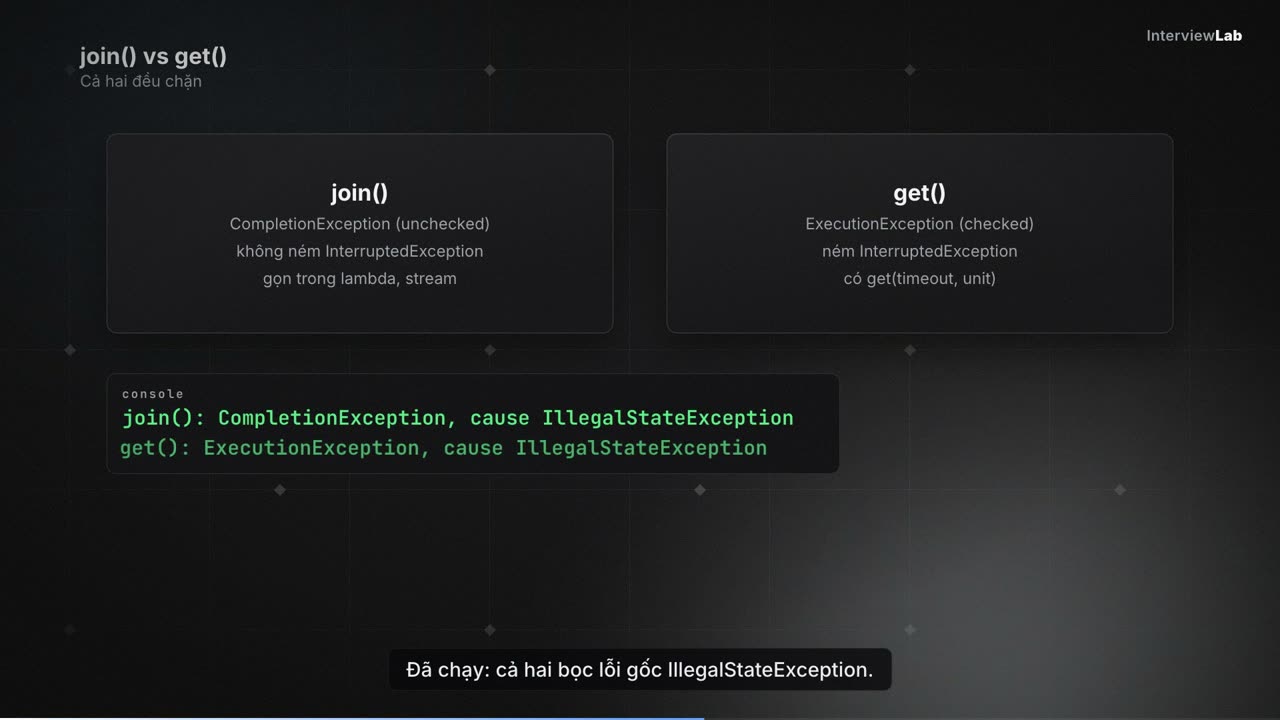 join() vs get()
Cả hai đều chặn
InterviewLab
join()
CompletionException (unchecked)
không ném InterruptedException
gọn trong lambda, stream
get()
ExecutionException (checked)
ném InterruptedException
có get(timeout, unit)
console
join(): CompletionException, cause IllegalStateException
get(): ExecutionException, cause IllegalStateException
Đã chạy: cả hai bọc lỗi gốc IllegalStateException.